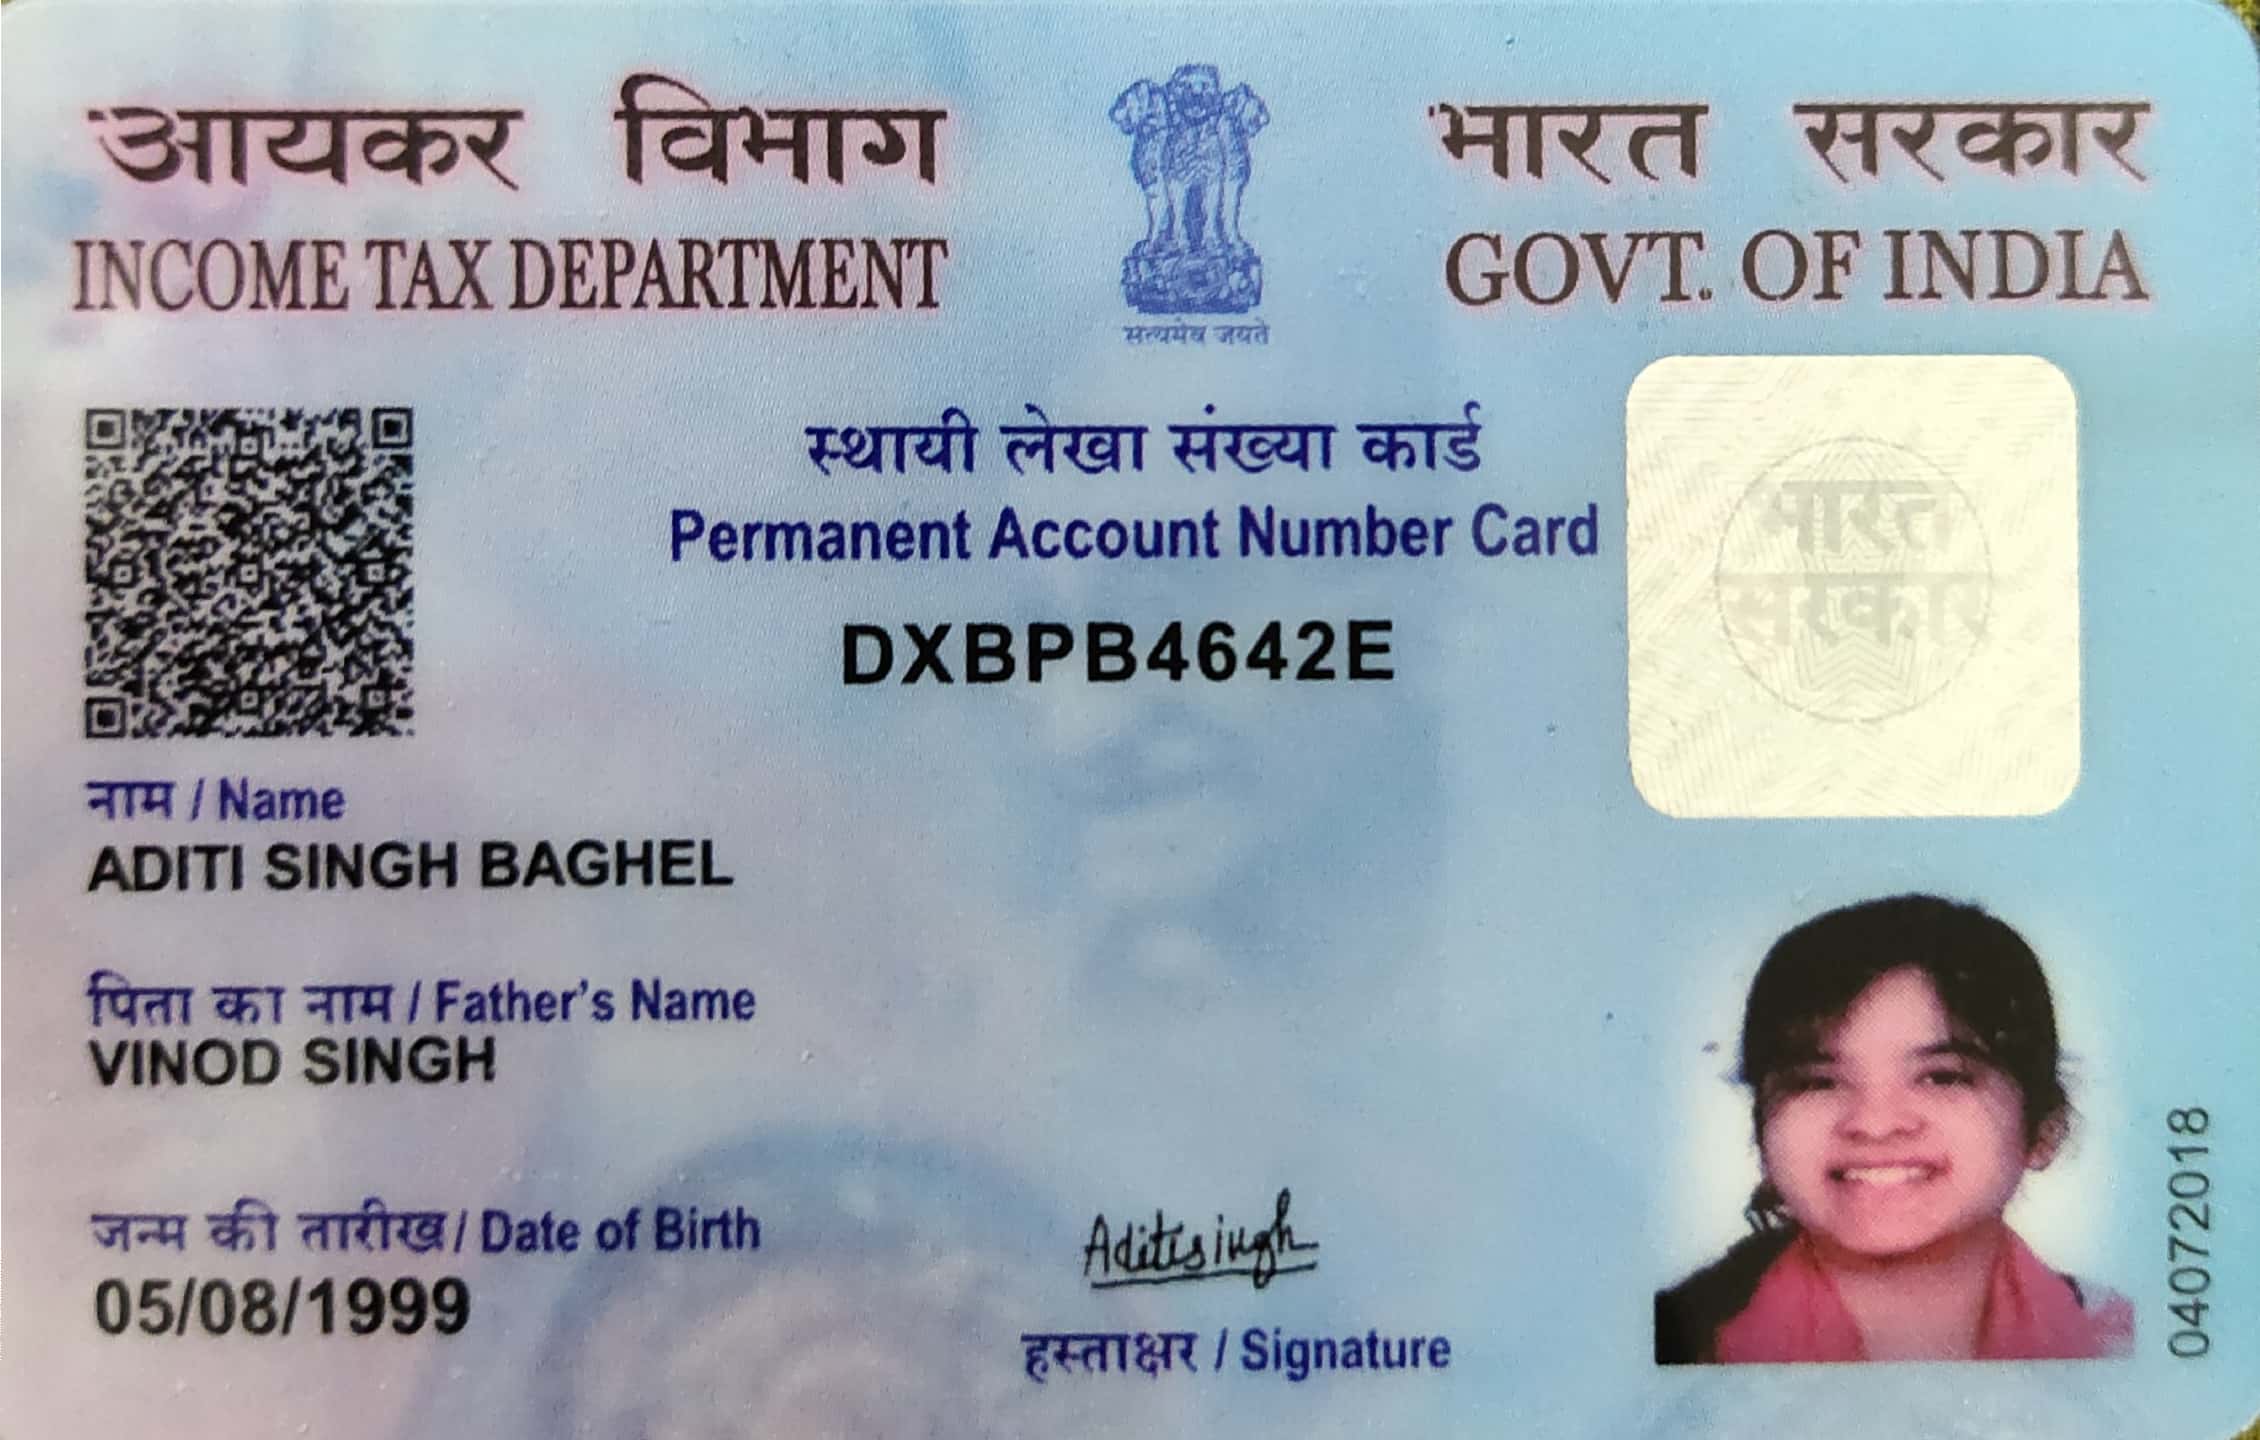 आयकर विभाग
INCOME TAX DEPARTMENT
सत्यमेव जयते
भारत सरकार
GOVT. OF INDIA
स्थायी लेखा संख्या कार्ड
Permanent Account Number Card
DXBPB4642E
भारत
सरकार
नाम / Name
ADITI SINGH BAGHEL
पिता का नाम / Father's Name
VINOD SINGH
जन्म की तारीख / Date of Birth
05/08/1999
Aditisingh
हस्ताक्षर / Signature
04072018